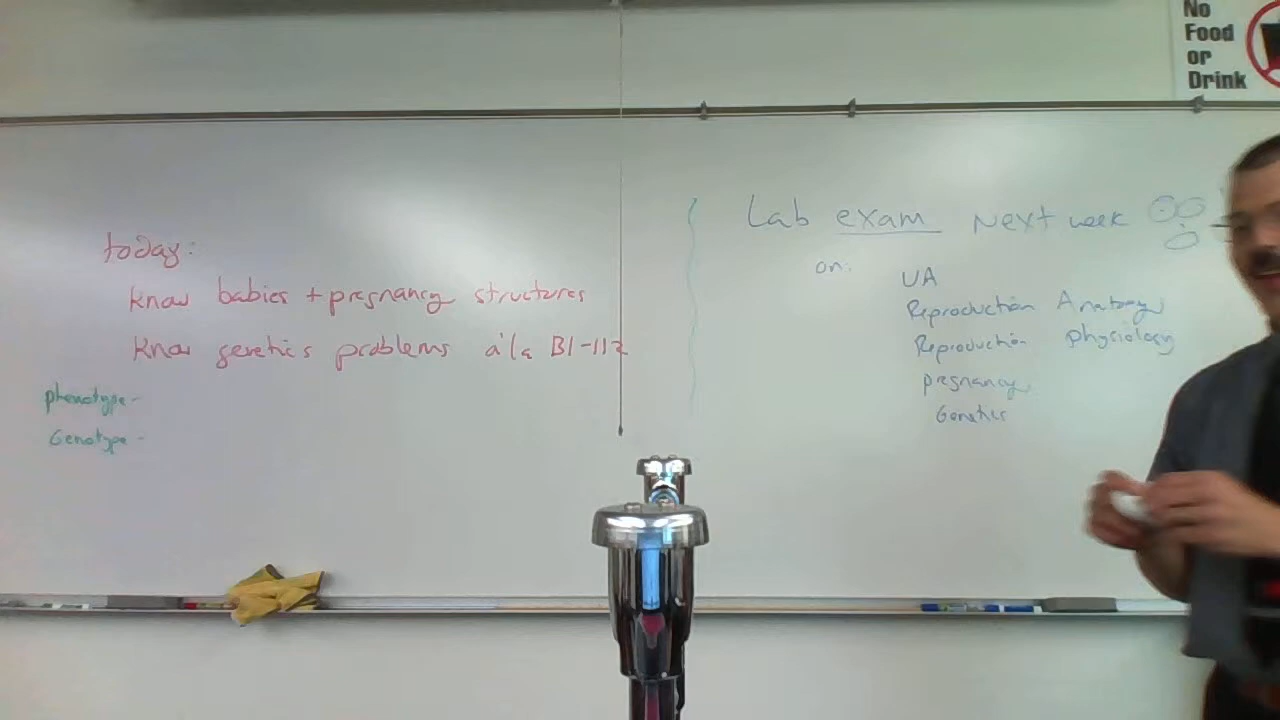 No
Food
or
Drink
today:
know babies + pregnancy structures
know genetics problems a'la BI-112
phenotype -
Genotype -
Lab exam Next week
on:
UA
Reproduction Anatomy
Reproduction physiology
pregnancy
Genetics